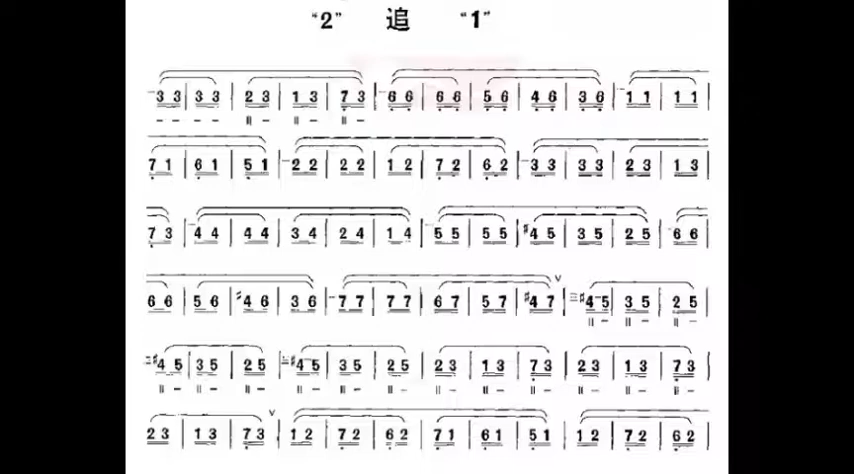 “2” 追 “1”
3 3 | 3 3 | 2 3 | 1 3 | 7 3 | 6 6 | 6 6 | 5 6 | 4 6 | 3 6 | 1 1 | 1 1 |
– – – – || – || – || –
7 1 | 6 1 | 5 1 | 2 2 | 2 2 | 1 2 | 7 2 | 6 2 | 3 3 | 3 3 | 2 3 | 1 3 |
7 3 | 4 4 | 4 4 | 3 4 | 2 4 | 1 4 | 5 5 | 5 5 | #4 5 | 3 5 | 2 5 | 6 6 |
6 6 | 5 6 | #4 6 | 3 6 | 7 7 | 7 7 | 6 7 | 5 7 | #4 7 V | #4 5 | 3 5 | 2 5 |
|| – || – || –
#4 5 | 3 5 | 2 5 | #4 5 | 3 5 | 2 5 | 2 3 | 1 3 | 7 3 | 2 3 | 1 3 | 7 3 |
|| – || – || – || – || – || – || – || – || – || – || – || –
2 3 | 1 3 | 7 3 V | 1 2 | 7 2 | 6 2 | 7 1 | 6 1 | 5 1 | 1 2 | 7 2 | 6 2 |